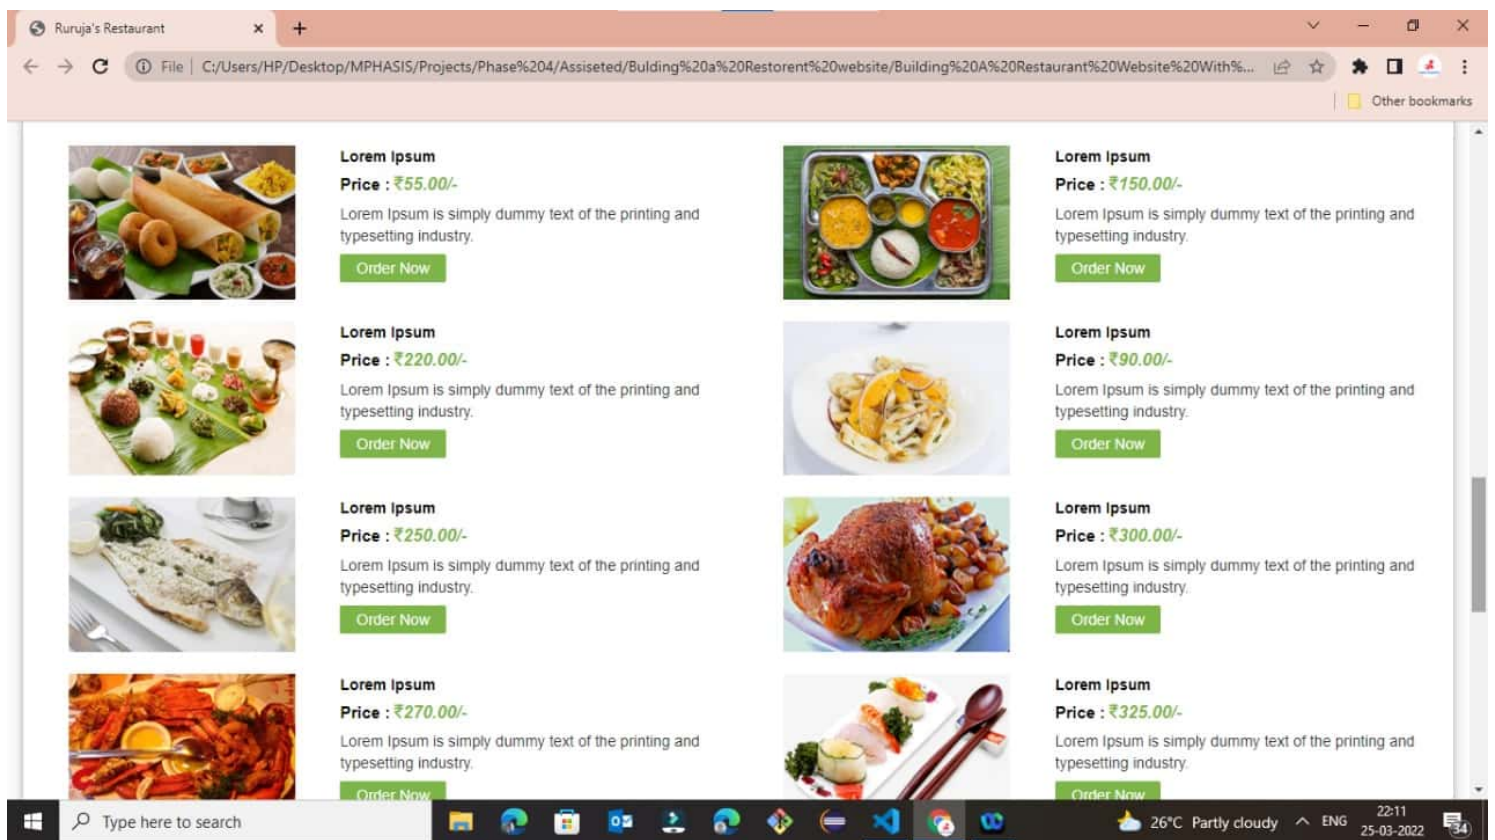 Ruruja's Restaurant
File | C:/Users/HP/Desktop/MPHASIS/Projects/Phase%204/Assiseted/Bulding%20a%20Restorent%20website/Building%20A%20Restaurant%20Website%20With%...
Other bookmarks
Lorem Ipsum
Price : ₹55.00/-
Lorem Ipsum is simply dummy text of the printing and
typesetting industry.
Order Now
Lorem Ipsum
Price : ₹150.00/-
Lorem Ipsum is simply dummy text of the printing and
typesetting industry.
Order Now
Lorem Ipsum
Price : ₹220.00/-
Lorem Ipsum is simply dummy text of the printing and
typesetting industry.
Order Now
Lorem Ipsum
Price : ₹90.00/-
Lorem Ipsum is simply dummy text of the printing and
typesetting industry.
Order Now
Lorem Ipsum
Price : ₹250.00/-
Lorem Ipsum is simply dummy text of the printing and
typesetting industry.
Order Now
Lorem Ipsum
Price : ₹300.00/-
Lorem Ipsum is simply dummy text of the printing and
typesetting industry.
Order Now
Lorem Ipsum
Price : ₹270.00/-
Lorem Ipsum is simply dummy text of the printing and
typesetting industry.
Order Now
Lorem Ipsum
Price : ₹325.00/-
Lorem Ipsum is simply dummy text of the printing and
typesetting industry.
Order Now
Type here to search
26°C Partly cloudy
ENG
22:11
25-03-2022
34